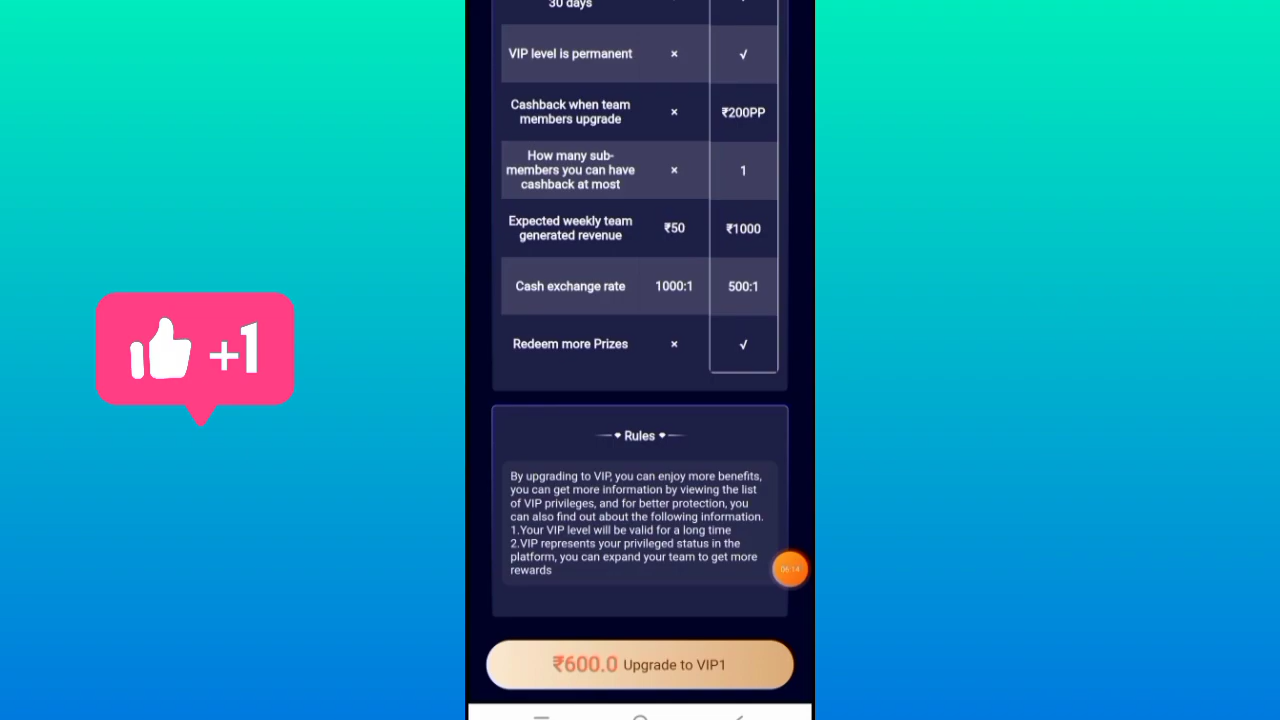 30 days
VIP level is permanent × √
Cashback when team
members upgrade × ₹200PP
How many sub-
members you can have
cashback at most × 1
Expected weekly team
generated revenue ₹50 ₹1000
Cash exchange rate 1000:1 500:1
Redeem more Prizes × √
+1
Rules
By upgrading to VIP, you can enjoy more benefits,
you can get more information by viewing the list
of VIP privileges, and for better protection, you
can also find out about the following information.
1.Your VIP level will be valid for a long time
2.VIP represents your privileged status in the
platform, you can expand your team to get more
rewards
06:14
₹600.0 Upgrade to VIP1